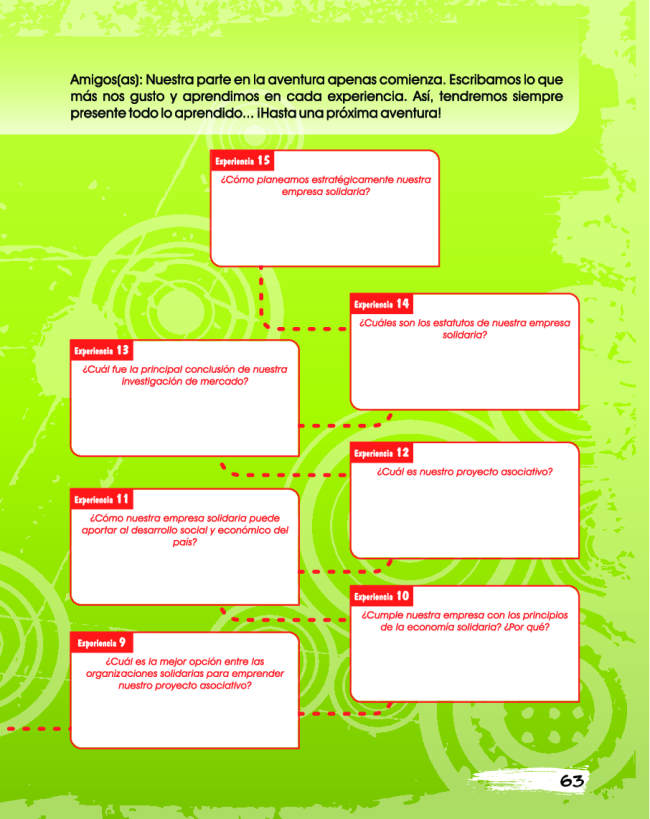 Amigos(as): Nuestra parte en la aventura apenas comienza. Escribamos lo que
más nos gusto y aprendimos en cada experiencia. Así, tendremos siempre
presente todo lo aprendido... ¡Hasta una próxima aventura!
Experiencia 15
¿Cómo planeamos estratégicamente nuestra
empresa solidaria?
Experiencia 14
¿Cuáles son los estatutos de nuestra empresa
solidaria?
Experiencia 13
¿Cuál fue la principal conclusión de nuestra
investigación de mercado?
Experiencia 12
¿Cuál es nuestro proyecto asociativo?
Experiencia 11
¿Cómo nuestra empresa solidaria puede
aportar al desarrollo social y económico del
país?
Experiencia 10
¿Cumple nuestra empresa con los principios
de la economía solidaria? ¿Por qué?
Experiencia 9
¿Cuál es la mejor opción entre las
organizaciones solidarias para emprender
nuestro proyecto asociativo?
63